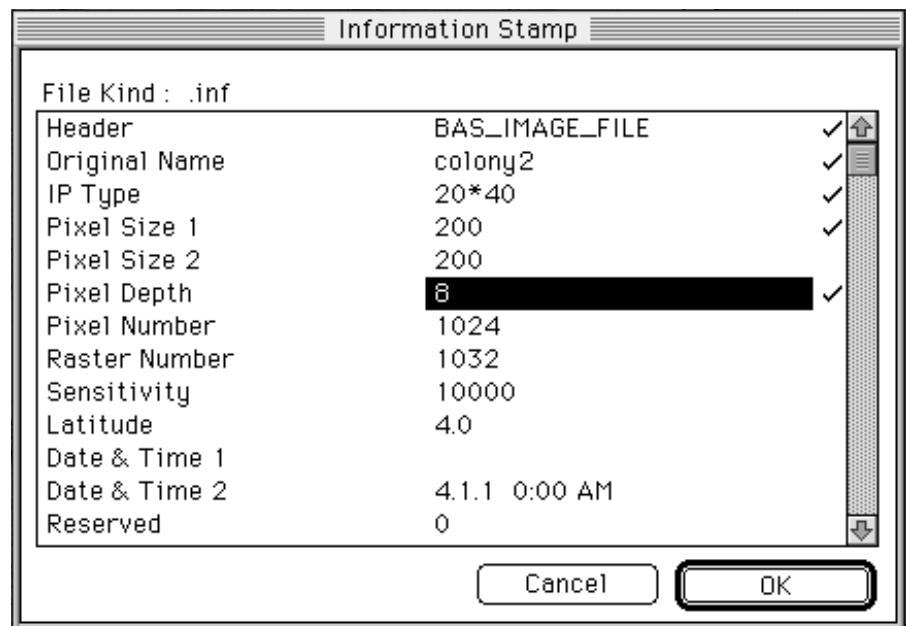 Information Stamp
File Kind : .inf
Header BAS_IMAGE_FILE ✓
Original Name colony2 ✓
IP Type 20*40 ✓
Pixel Size 1 200 ✓
Pixel Size 2 200
Pixel Depth 8 ✓
Pixel Number 1024
Raster Number 1032
Sensitivity 10000
Latitude 4.0
Date & Time 1
Date & Time 2 4.1.1 0:00 AM
Reserved 0
Cancel OK